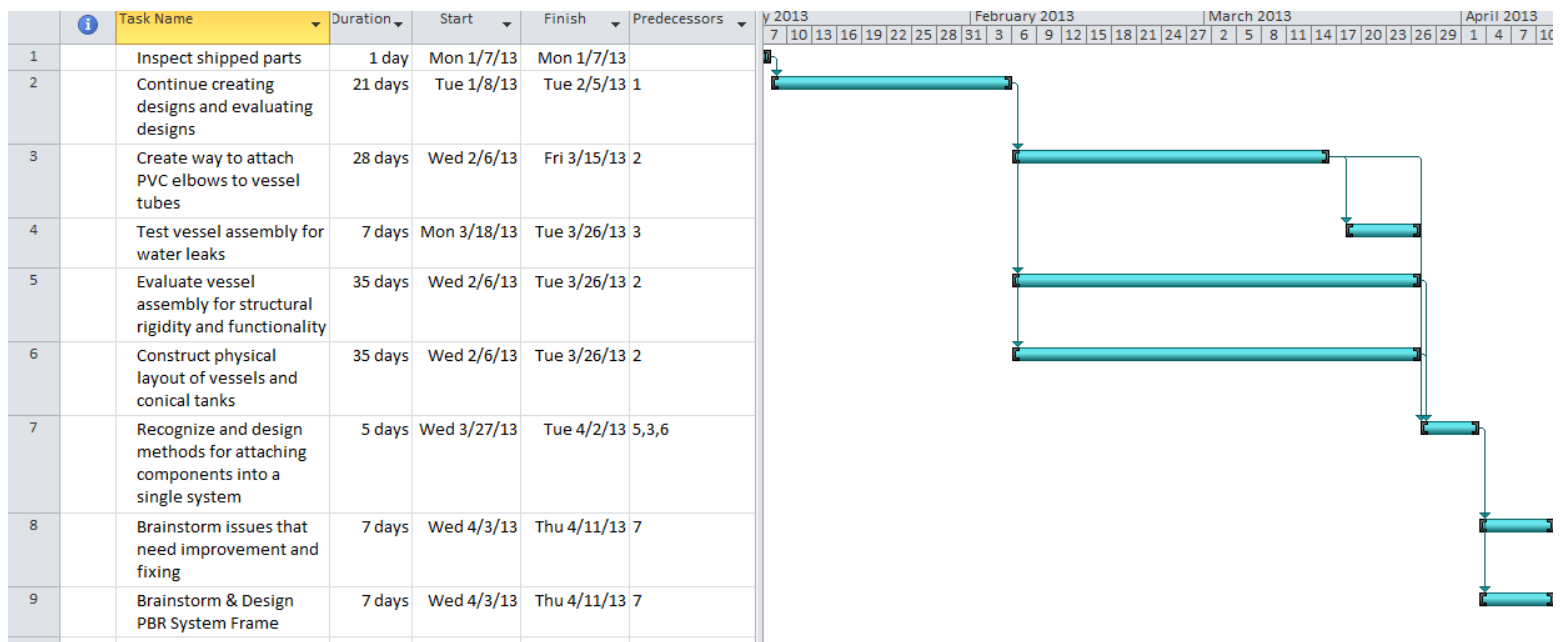 Task Name Duration Start Finish Predecessors
y 2013 February 2013 March 2013 April 2013
7 10 13 16 19 22 25 28 31 3 6 9 12 15 18 21 24 27 2 5 8 11 14 17 20 23 26 29 1 4 7 10
1 Inspect shipped parts 1 day Mon 1/7/13 Mon 1/7/13
2 Continue creating 21 days Tue 1/8/13 Tue 2/5/13 1
designs and evaluating
designs
3 Create way to attach 28 days Wed 2/6/13 Fri 3/15/13 2
PVC elbows to vessel
tubes
4 Test vessel assembly for 7 days Mon 3/18/13 Tue 3/26/13 3
water leaks
5 Evaluate vessel 35 days Wed 2/6/13 Tue 3/26/13 2
assembly for structural
rigidity and functionality
6 Construct physical 35 days Wed 2/6/13 Tue 3/26/13 2
layout of vessels and
conical tanks
7 Recognize and design 5 days Wed 3/27/13 Tue 4/2/13 5,3,6
methods for attaching
components into a
single system
8 Brainstorm issues that 7 days Wed 4/3/13 Thu 4/11/13 7
need improvement and
fixing
9 Brainstorm & Design 7 days Wed 4/3/13 Thu 4/11/13 7
PBR System Frame